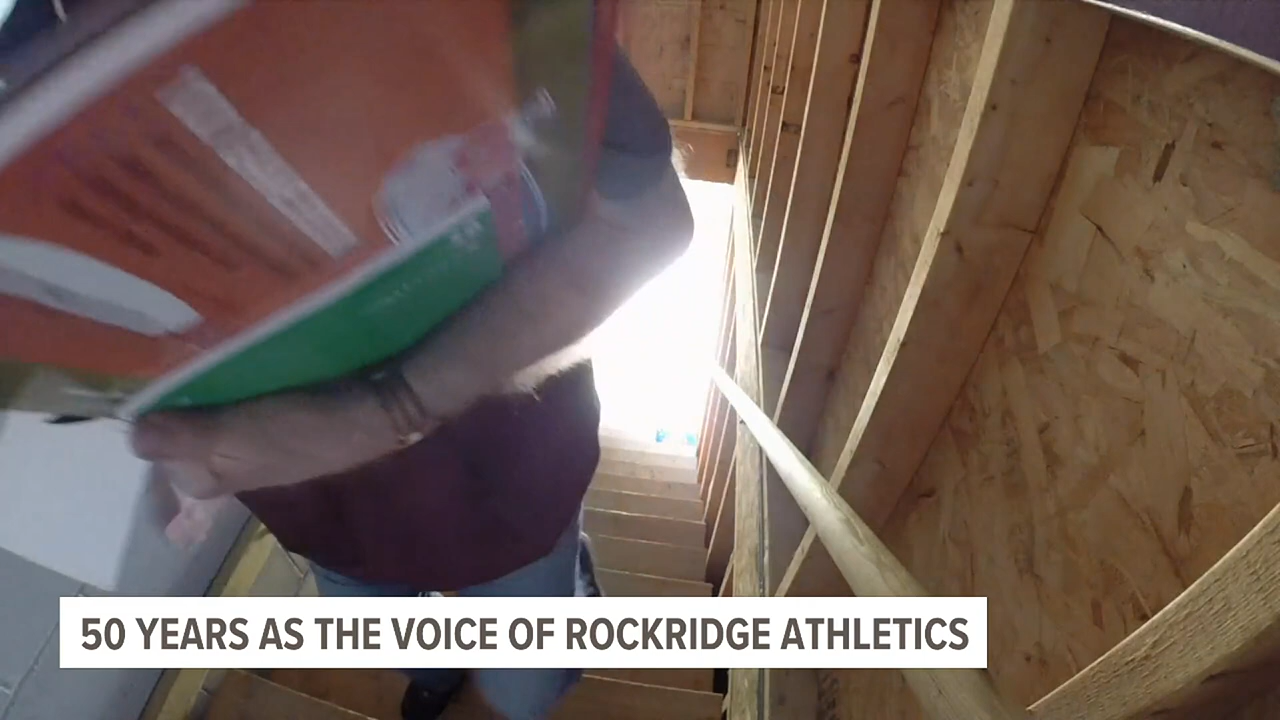 50 YEARS AS THE VOICE OF ROCKRIDGE ATHLETICS